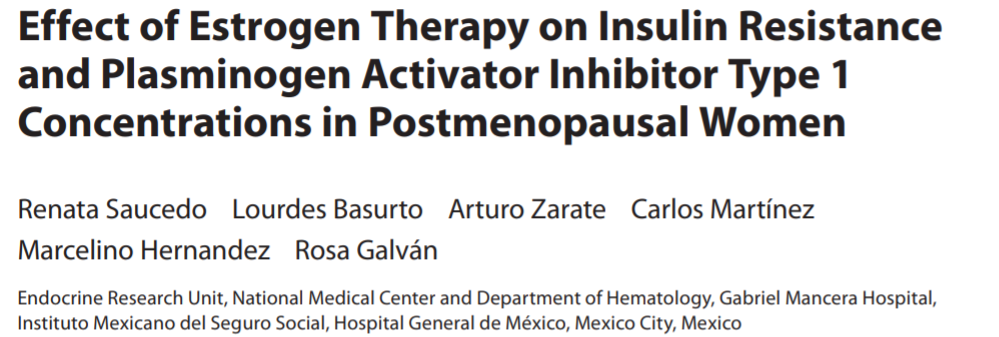 Effect of Estrogen Therapy on Insulin Resistance
and Plasminogen Activator Inhibitor Type 1
Concentrations in Postmenopausal Women
Renata Saucedo Lourdes Basurto Arturo Zarate Carlos Martínez
Marcelino Hernandez Rosa Galván
Endocrine Research Unit, National Medical Center and Department of Hematology, Gabriel Mancera Hospital,
Instituto Mexicano del Seguro Social, Hospital General de México, Mexico City, Mexico